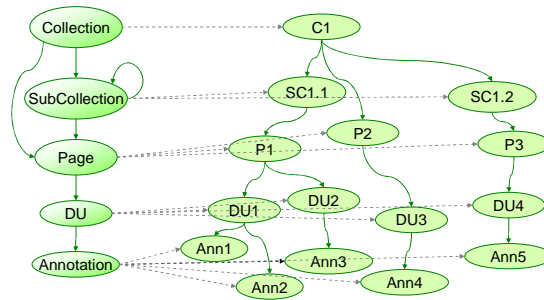 Collection
C1
SubCollection
SC1.1
SC1.2
Page
P1
P2
P3
DU
DU1
DU2
DU3
DU4
Annotation
Ann1
Ann2
Ann3
Ann4
Ann5